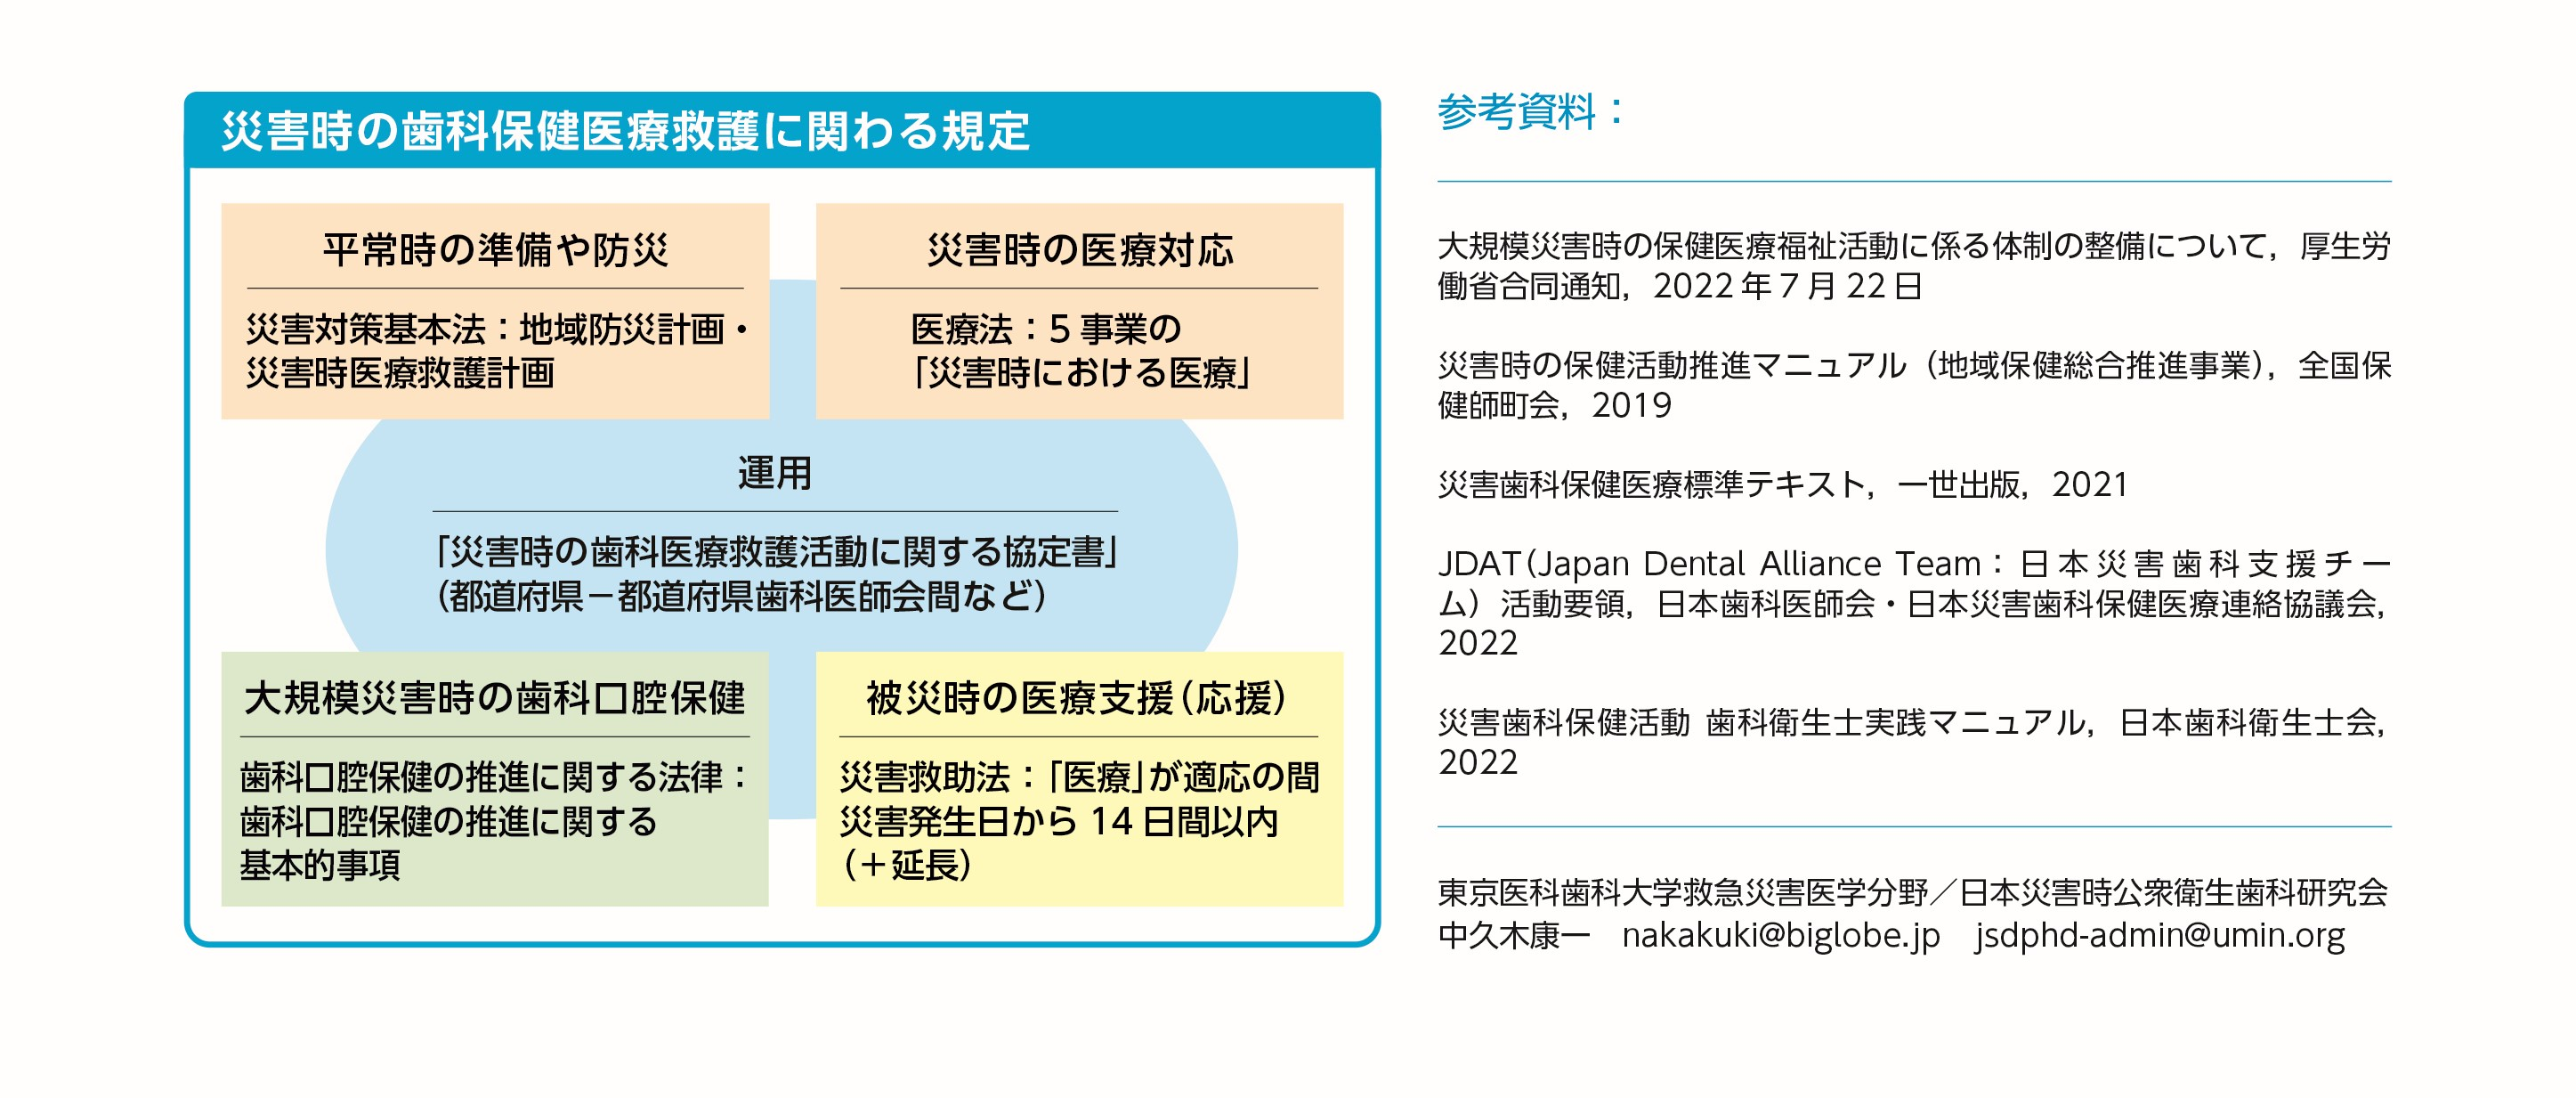 災害時の歯科保健医療救護に関わる規定
平常時の準備や防災
災害対策基本法：地域防災計画・
災害時医療救護計画
災害時の医療対応
医療法：5 事業の
「災害時における医療」
運用
「災害時の歯科医療救護活動に関する協定書」
（都道府県－都道府県歯科医師会間など）
大規模災害時の歯科口腔保健
歯科口腔保健の推進に関する法律：
歯科口腔保健の推進に関する
基本的事項
被災時の医療支援（応援）
災害救助法：「医療」が適応の間
災害発生日から 14 日間以内
（＋延長）
参考資料：
大規模災害時の保健医療福祉活動に係る体制の整備について，厚生労
働省合同通知，2022 年 7 月 22 日
災害時の保健活動推進マニュアル（地域保健総合推進事業），全国保
健師町会，2019
災害歯科保健医療標準テキスト，一世出版，2021
JDAT（Japan Dental Alliance Team：日本災害歯科支援チー
ム）活動要領，日本歯科医師会・日本災害歯科保健医療連絡協議会，
2022
災害歯科保健活動 歯科衛生士実践マニュアル，日本歯科衛生士会，
2022
東京医科歯科大学救急災害医学分野／日本災害時公衆衛生歯科研究会
中久木康一　nakakuki@biglobe.jp　jsdphd-admin@umin.org